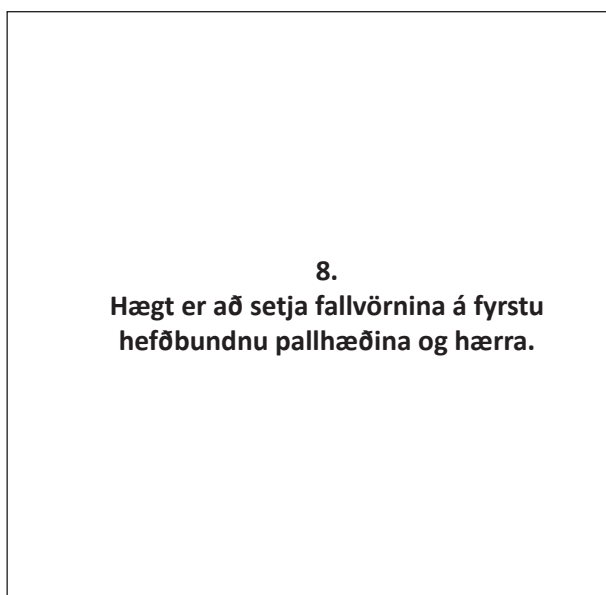 8.
Hægt er að setja fallvörnina á fyrstu
hefðbundnu pallhæðina og hærra.